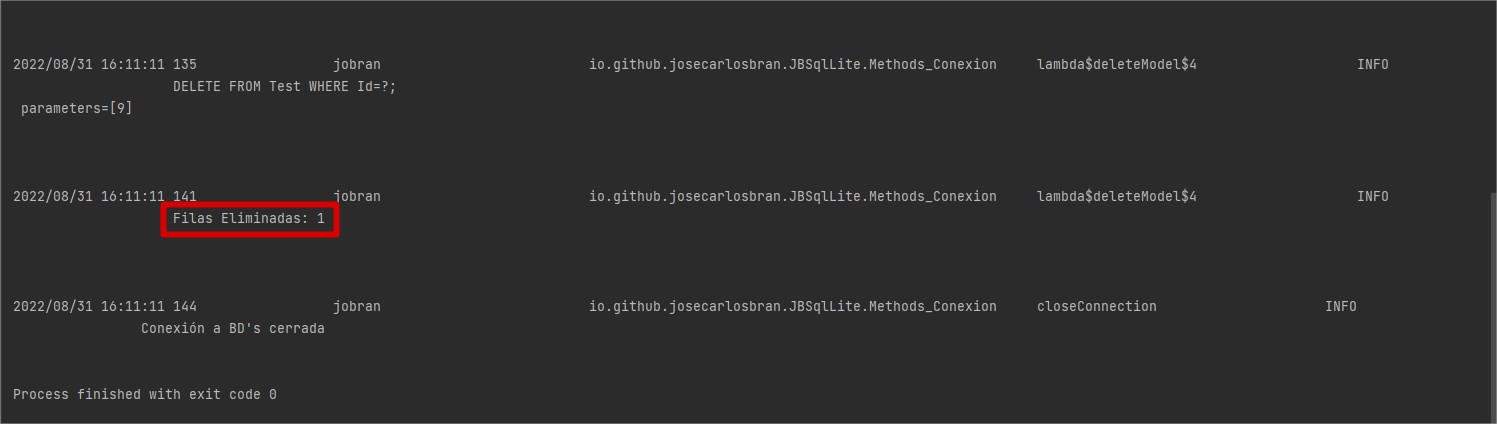 2022/08/31 16:11:11 135 jobran io.github.josecarlosbran.JBSqlLite.Methods_Conexion lambda$deleteModel$4 INFO
DELETE FROM Test WHERE Id=?;
parameters=[9]
2022/08/31 16:11:11 141 jobran io.github.josecarlosbran.JBSqlLite.Methods_Conexion lambda$deleteModel$4 INFO
Filas Eliminadas: 1
2022/08/31 16:11:11 144 jobran io.github.josecarlosbran.JBSqlLite.Methods_Conexion closeConnection INFO
Conexión a BD's cerrada
Process finished with exit code 0